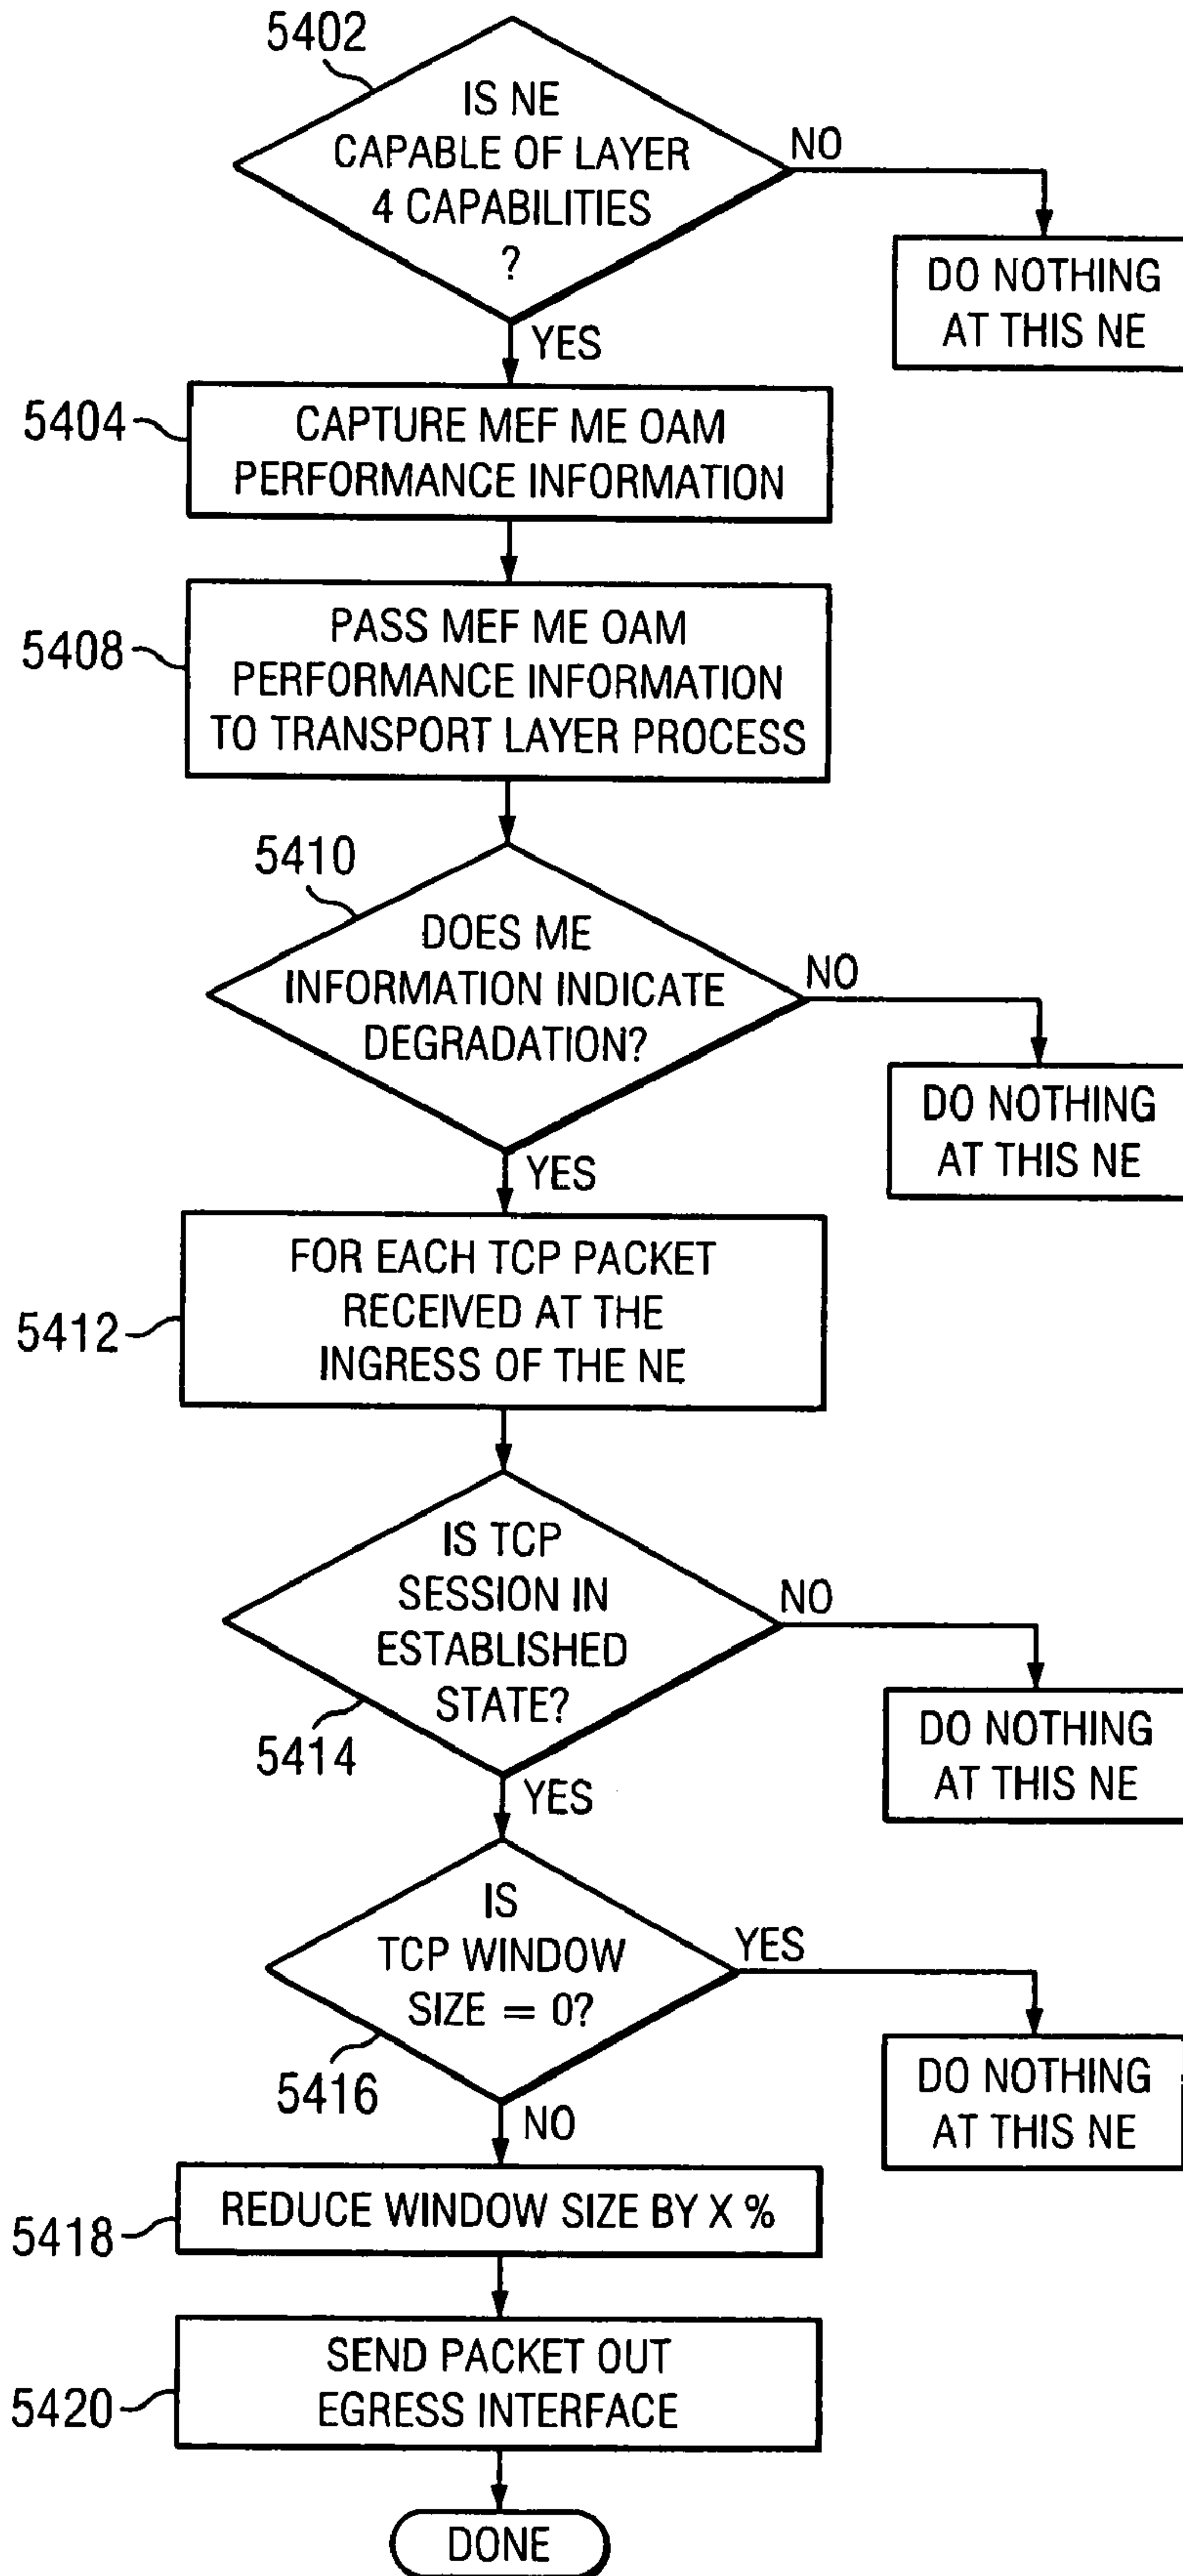 5402
IS NE
CAPABLE OF LAYER
4 CAPABILITIES
?
NO
DO NOTHING
AT THIS NE
YES
5404
CAPTURE MEF ME OAM
PERFORMANCE INFORMATION
5408
PASS MEF ME OAM
PERFORMANCE INFORMATION
TO TRANSPORT LAYER PROCESS
5410
DOES ME
INFORMATION INDICATE
DEGRADATION?
NO
DO NOTHING
AT THIS NE
YES
5412
FOR EACH TCP PACKET
RECEIVED AT THE
INGRESS OF THE NE
IS TCP
SESSION IN
ESTABLISHED
STATE?
5414
NO
DO NOTHING
AT THIS NE
YES
IS
TCP WINDOW
SIZE = 0?
5416
YES
DO NOTHING
AT THIS NE
NO
5418
REDUCE WINDOW SIZE BY X %
5420
SEND PACKET OUT
EGRESS INTERFACE
DONE